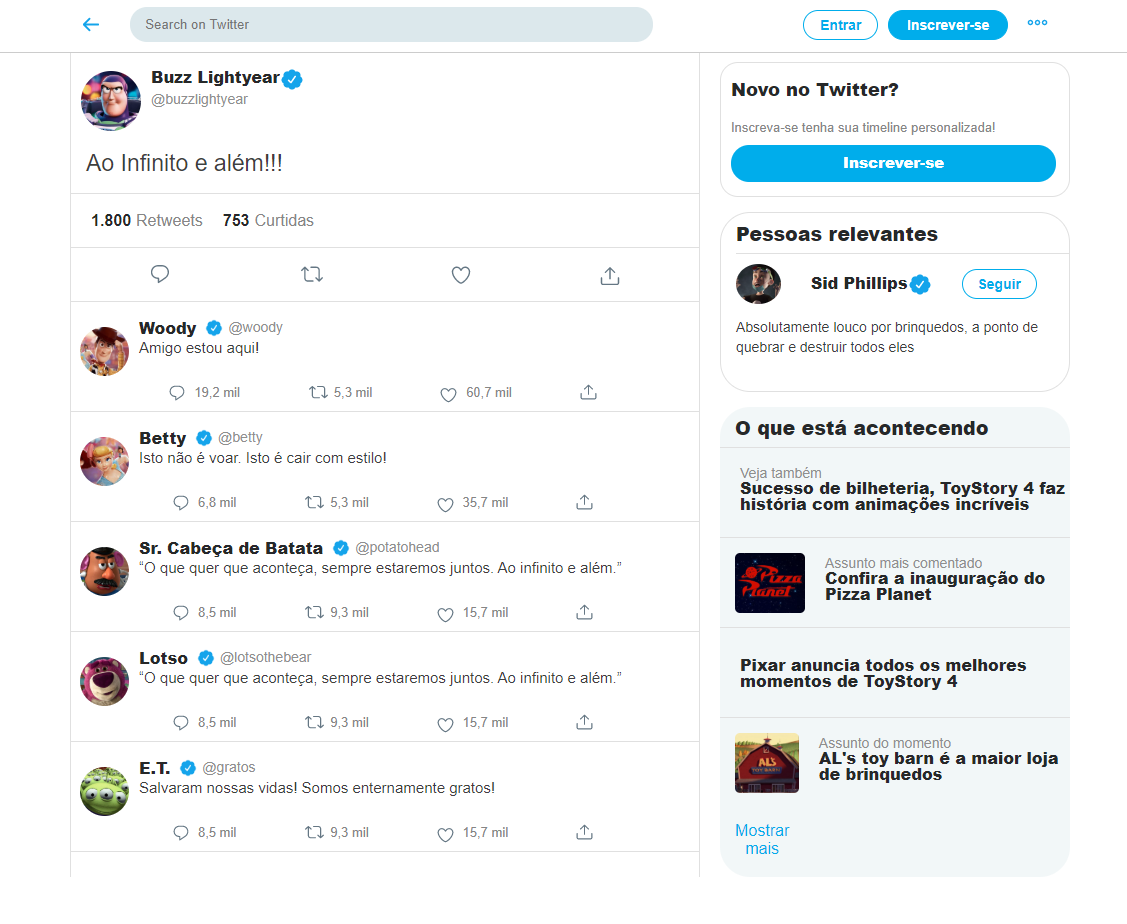 Search on Twitter
Entrar
Inscrever-se
Buzz Lightyear
@buzzlightyear
Ao Infinito e além!!!
1.800 Retweets 753 Curtidas
Woody @woody
Amigo estou aqui!
19,2 mil 5,3 mil 60,7 mil
Betty @betty
Isto não é voar. Isto é cair com estilo!
6,8 mil 5,3 mil 35,7 mil
Sr. Cabeça de Batata @potatohead
“O que quer que aconteça, sempre estaremos juntos. Ao infinito e além.”
8,5 mil 9,3 mil 15,7 mil
Lotso @lotsothebear
“O que quer que aconteça, sempre estaremos juntos. Ao infinito e além.”
8,5 mil 9,3 mil 15,7 mil
E.T. @gratos
Salvaram nossas vidas! Somos enternamente gratos!
8,5 mil 9,3 mil 15,7 mil
Novo no Twitter?
Inscreva-se tenha sua timeline personalizada!
Inscrever-se
Pessoas relevantes
Sid Phillips
Seguir
Absolutamente louco por brinquedos, a ponto de
quebrar e destruir todos eles
O que está acontecendo
Veja também
Sucesso de bilheteria, ToyStory 4 faz
história com animações incríveis
Pizza
Planet
Assunto mais comentado
Confira a inauguração do
Pizza Planet
Pixar anuncia todos os melhores
momentos de ToyStory 4
AL'S
TOY BARN
Assunto do momento
AL's toy barn é a maior loja
de brinquedos
Mostrar
mais